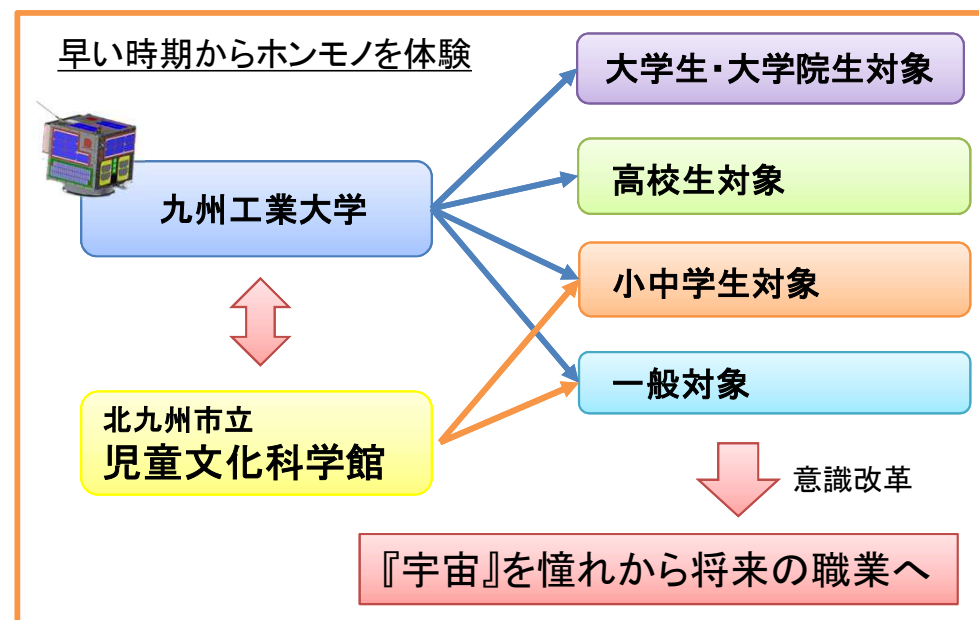 早い時期からホンモノを体験
大学生・大学院生対象
高校生対象
九州工業大学
小中学生対象
一般対象
北九州市立
児童文化科学館
意識改革
『宇宙』を憧れから将来の職業へ